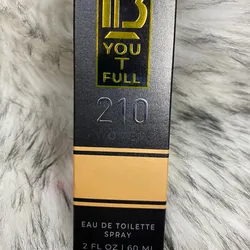 B
YOU
T
FULL
210
EAU DE TOILETTE
SPRAY
2 FL OZ | 60 ML